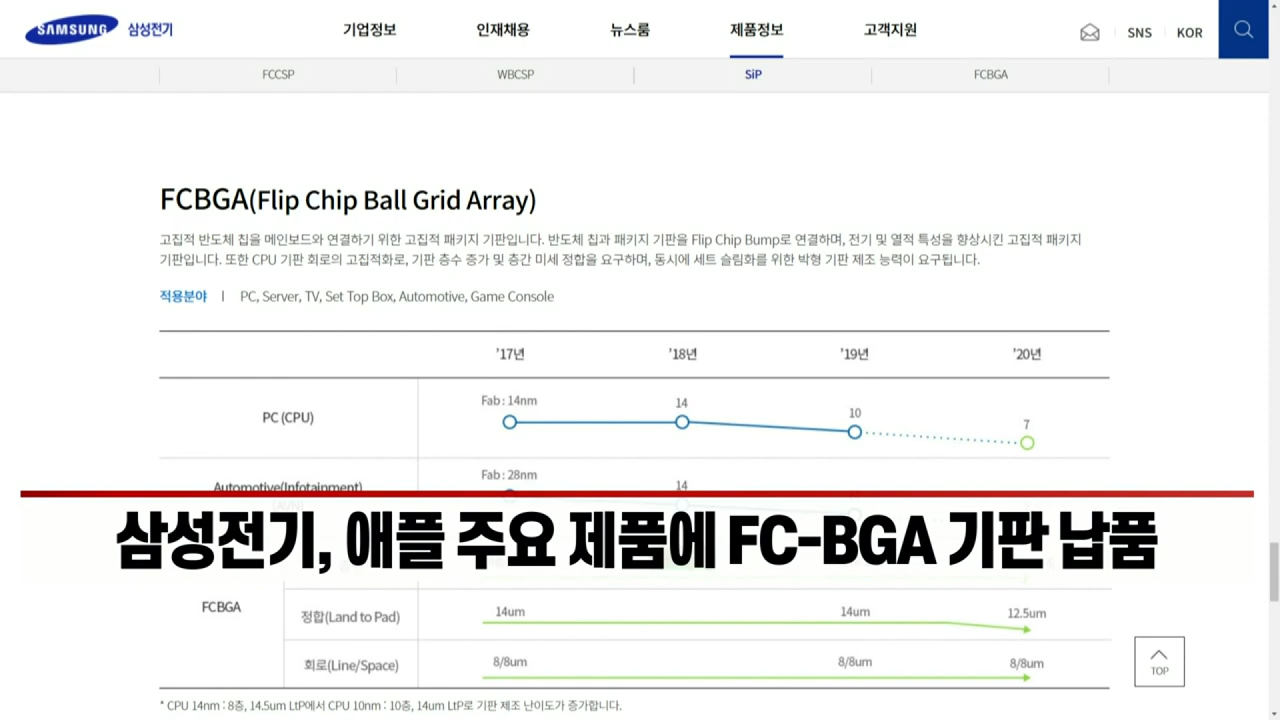 SAMSUNG 삼성전기 기업정보 인재채용 뉴스룸 제품정보 고객지원 SNS KOR
FCCSP WBCSP SiP FCBGA
FCBGA(Flip Chip Ball Grid Array)
고집적 반도체 칩을 메인보드와 연결하기 위한 고집적 패키지 기판입니다. 반도체 칩과 패키지 기판을 Flip Chip Bump로 연결하며, 전기 및 열적 특성을 향상시킨 고집적 패키지
기판입니다. 또한 CPU 기판 회로의 고집적화로, 기판 층수 증가 및 층간 미세 정합을 요구하며, 동시에 세트 슬림화를 위한 박형 기판 제조 능력이 요구됩니다.
적용분야 | PC, Server, TV, Set Top Box, Automotive, Game Console
'17년 '18년 '19년 '20년
PC (CPU) Fab : 14nm 14 10 7
Automotive(Infotainment) Fab : 28nm 14
삼성전기, 애플 주요 제품에 FC-BGA 기판 납품
FCBGA
정합(Land to Pad) 14um 14um 12.5um
회로(Line/Space) 8/8um 8/8um 8/8um
TOP
* CPU 14nm : 8층, 14.5um LtP에서 CPU 10nm : 10층, 14um LtP로 기판 제조 난이도가 증가합니다.